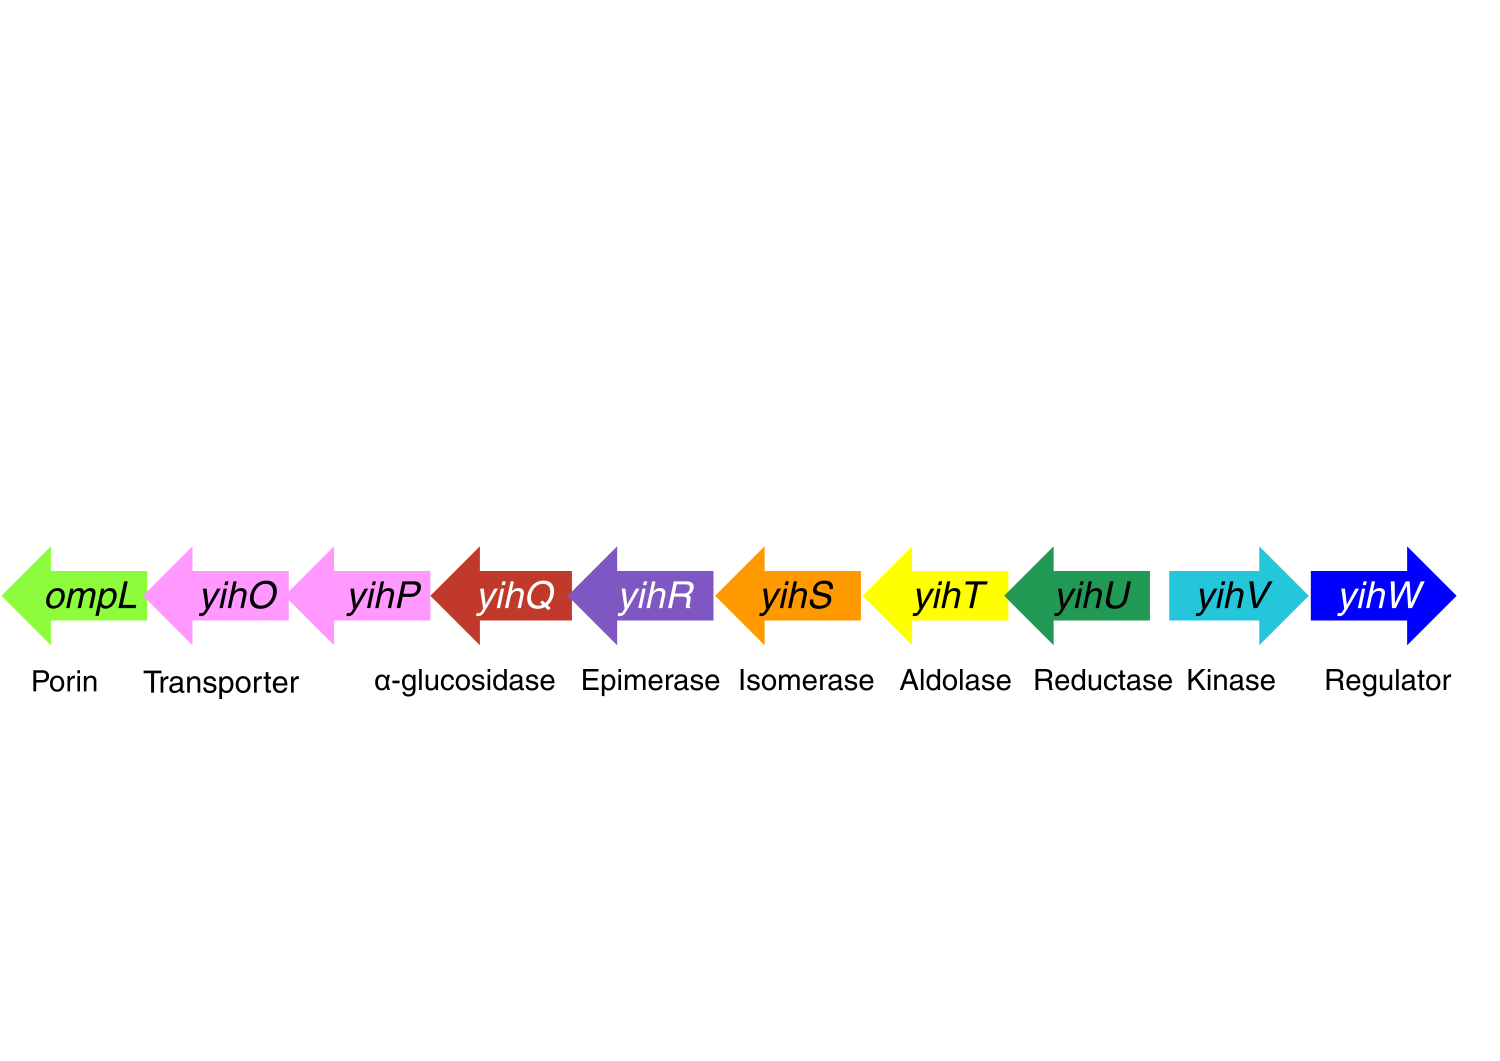 ompL yihO yihP yihQ yihR yihS yihT yihU yihV yihW
Porin Transporter α-glucosidase Epimerase Isomerase Aldolase Reductase Kinase Regulator